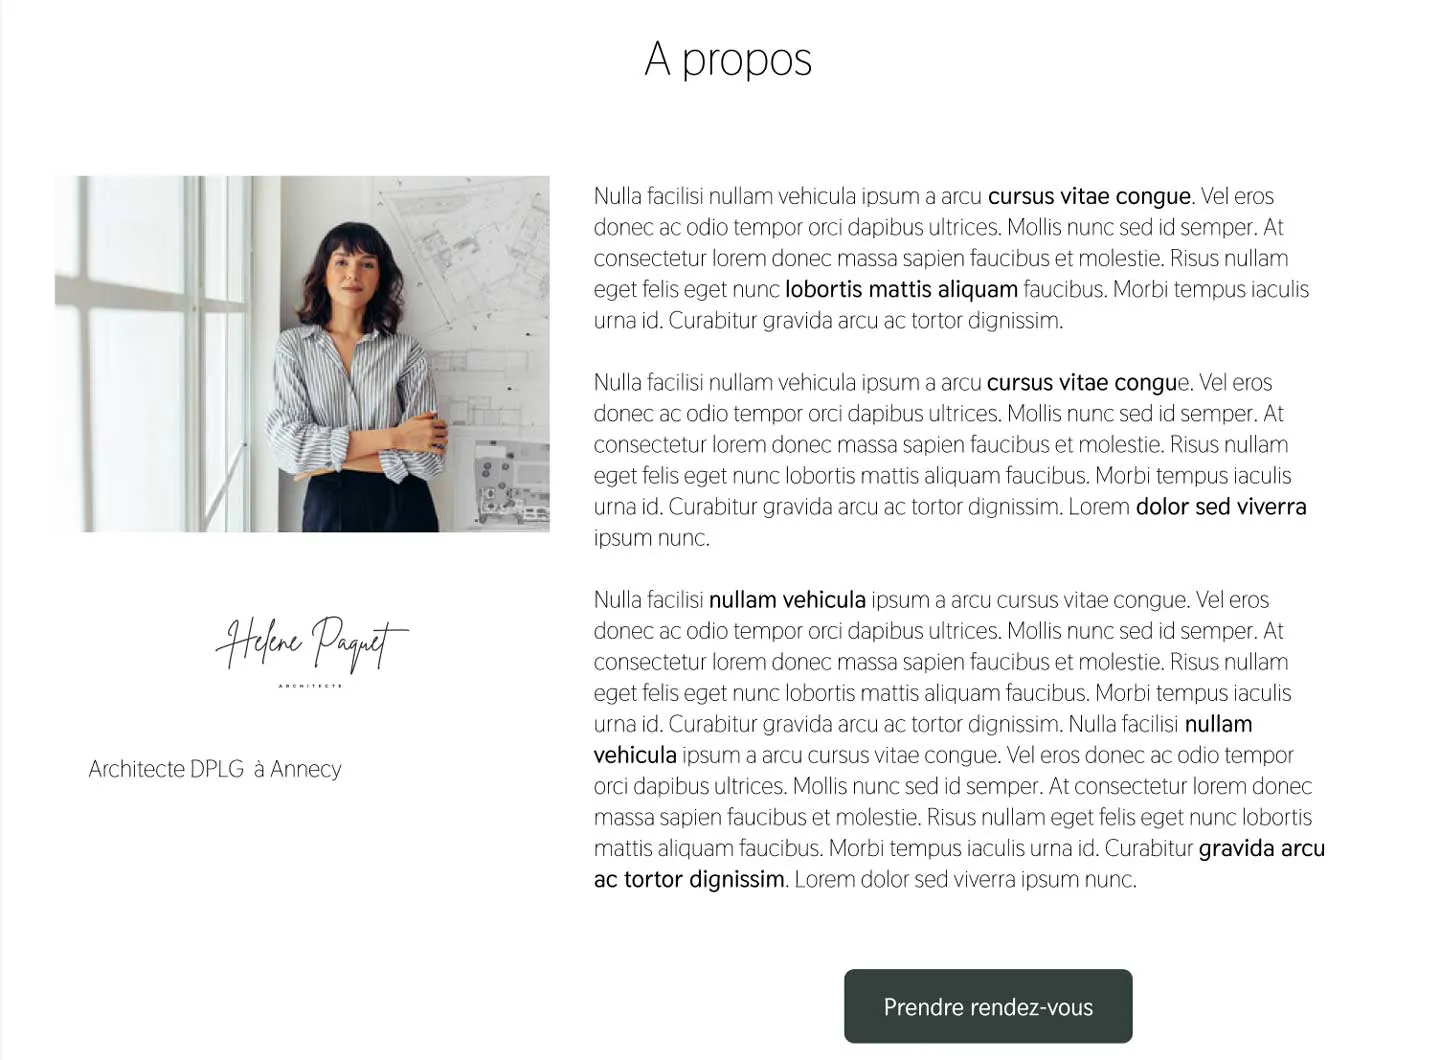 A propos
Nulla facilisi nullam vehicula ipsum a arcu cursus vitae congue. Vel eros
donec ac odio tempor orci dapibus ultrices. Mollis nunc sed id semper. At
consectetur lorem donec massa sapien faucibus et molestie. Risus nullam
eget felis eget nunc lobortis mattis aliquam faucibus. Morbi tempus iaculis
urna id. Curabitur gravida arcu ac tortor dignissim.
Nulla facilisi nullam vehicula ipsum a arcu cursus vitae congue. Vel eros
donec ac odio tempor orci dapibus ultrices. Mollis nunc sed id semper. At
consectetur lorem donec massa sapien faucibus et molestie. Risus nullam
eget felis eget nunc lobortis mattis aliquam faucibus. Morbi tempus iaculis
urna id. Curabitur gravida arcu ac tortor dignissim. Lorem dolor sed viverra
ipsum nunc.
Nulla facilisi nullam vehicula ipsum a arcu cursus vitae congue. Vel eros
donec ac odio tempor orci dapibus ultrices. Mollis nunc sed id semper. At
consectetur lorem donec massa sapien faucibus et molestie. Risus nullam
eget felis eget nunc lobortis mattis aliquam faucibus. Morbi tempus iaculis
urna id. Curabitur gravida arcu ac tortor dignissim. Nulla facilisi nullam
vehicula ipsum a arcu cursus vitae congue. Vel eros donec ac odio tempor
orci dapibus ultrices. Mollis nunc sed id semper. At consectetur lorem donec
massa sapien faucibus et molestie. Risus nullam eget felis eget nunc lobortis
mattis aliquam faucibus. Morbi tempus iaculis urna id. Curabitur gravida arcu
ac tortor dignissim. Lorem dolor sed viverra ipsum nunc.
Helene Paquet
ARCHITECTE
Architecte DPLG à Annecy
Prendre rendez-vous